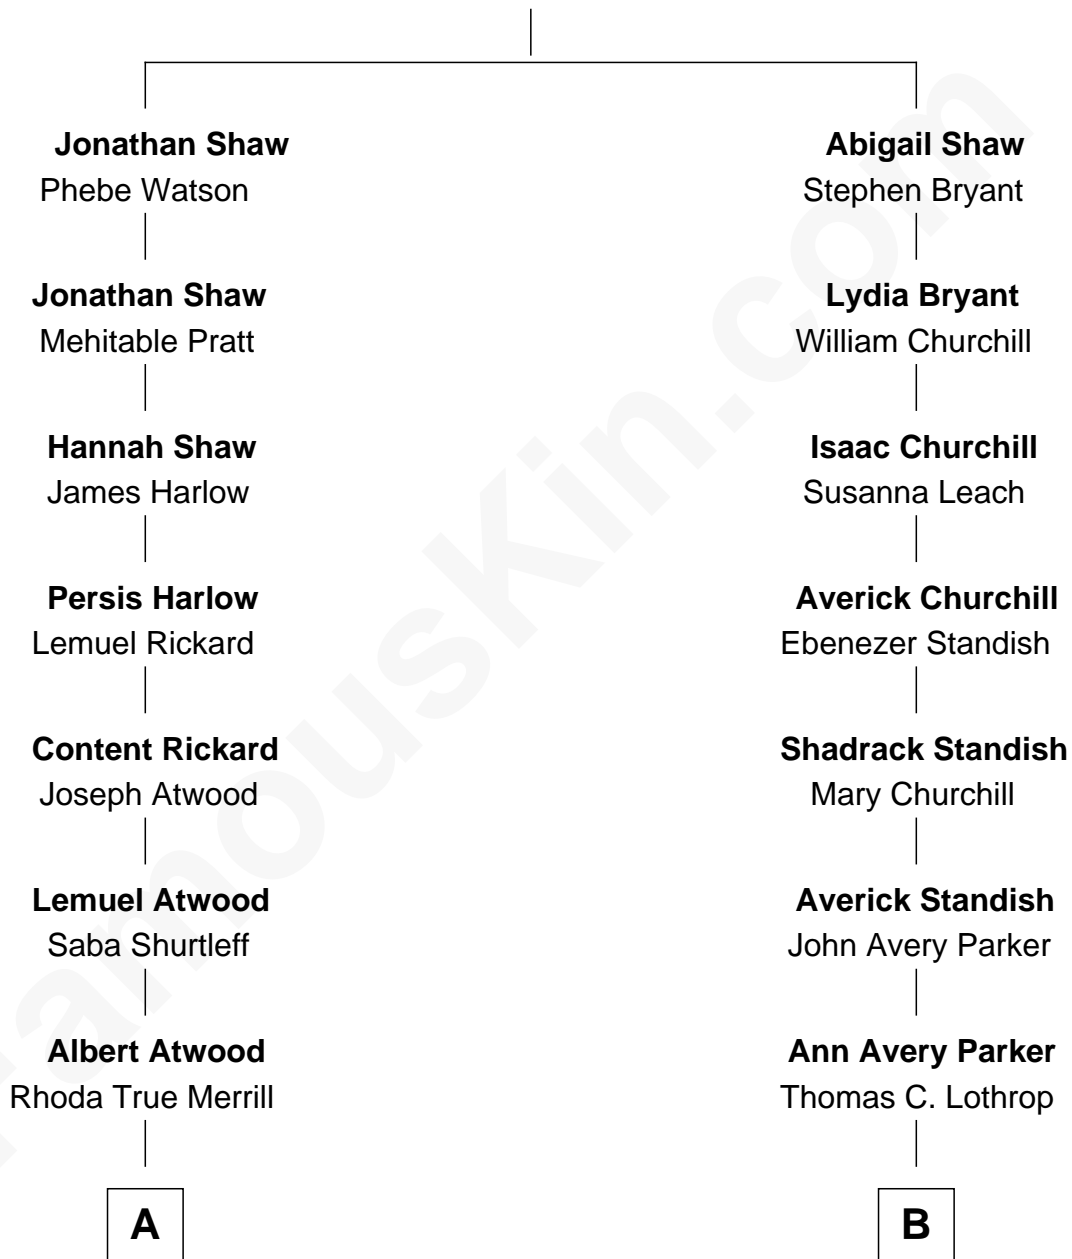 Jonathan Shaw
Phebe Watson
Jonathan Shaw
Mehitable Pratt
Hannah Shaw
James Harlow
Persis Harlow
Lemuel Rickard
Content Rickard
Joseph Atwood
Lemuel Atwood
Saba Shurtleff
Albert Atwood
Rhoda True Merrill
A
Abigail Shaw
Stephen Bryant
Lydia Bryant
William Churchill
Isaac Churchill
Susanna Leach
Averick Churchill
Ebenezer Standish
Shadrack Standish
Mary Churchill
Averick Standish
John Avery Parker
Ann Avery Parker
Thomas C. Lothrop
B
FamousKin.com